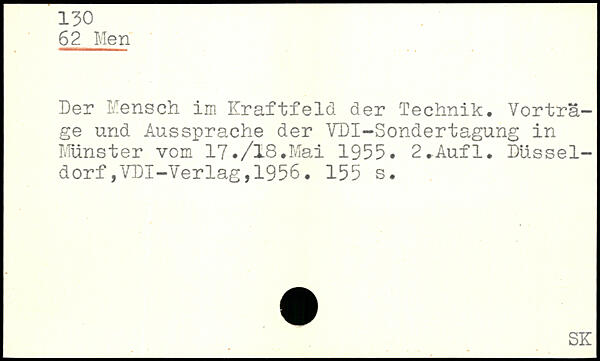 130
62 Men
Der Mensch im Kraftfeld der Technik. Vorträ-
ge und Aussprache der VDI-Sondertagung in
Münster vom 17./18.Mai 1955. 2.Aufl. Düssel-
dorf,VDI-Verlag,1956. 155 s.
SK